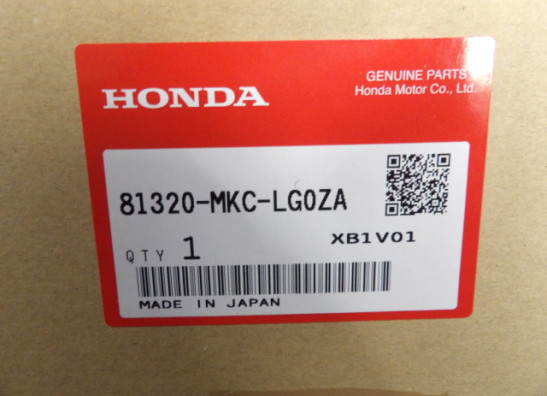 HONDA
GENUINE PARTS
Honda Motor Co., Ltd.
81320-MKC-LG0ZA
XB1V01
QTY 1
MADE IN JAPAN